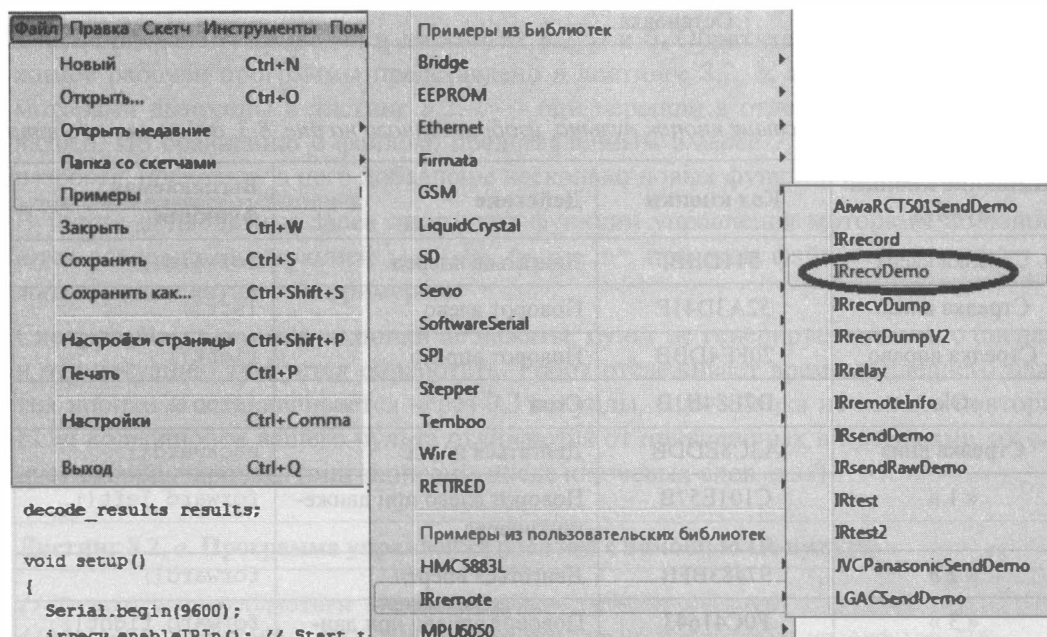 Файл Правка Скетч Инструменты Пом
Новый Ctrl+N
Открыть... Ctrl+O
Открыть недавние
Папка со скетчами
Примеры
Закрыть Ctrl+W
Сохранить Ctrl+S
Сохранить как... Ctrl+Shift+S
Настройки страницы Ctrl+Shift+P
Печать Ctrl+P
Настройки Ctrl+Comma
Выход Ctrl+Q
decode_results results;
void setup()
{
Serial.begin(9600);
irrecv.enableIRIn(); // Start
Примеры из Библиотек
Bridge
EEPROM
Ethernet
Firmata
GSM
LiquidCrystal
SD
Servo
SoftwareSerial
SPI
Stepper
Temboo
Wire
RETIRED
Примеры из пользовательских библиотек
HMC5883L
IRremote
MPU6050
AiwaRCT501SendDemo
IRrecord
IRrecvDemo
IRrecvDump
IRrecvDumpV2
IRrelay
IRremoteInfo
IRsendDemo
IRsendRawDemo
IRtest
IRtest2
JVCPanasonicSendDemo
LGACSendDemo